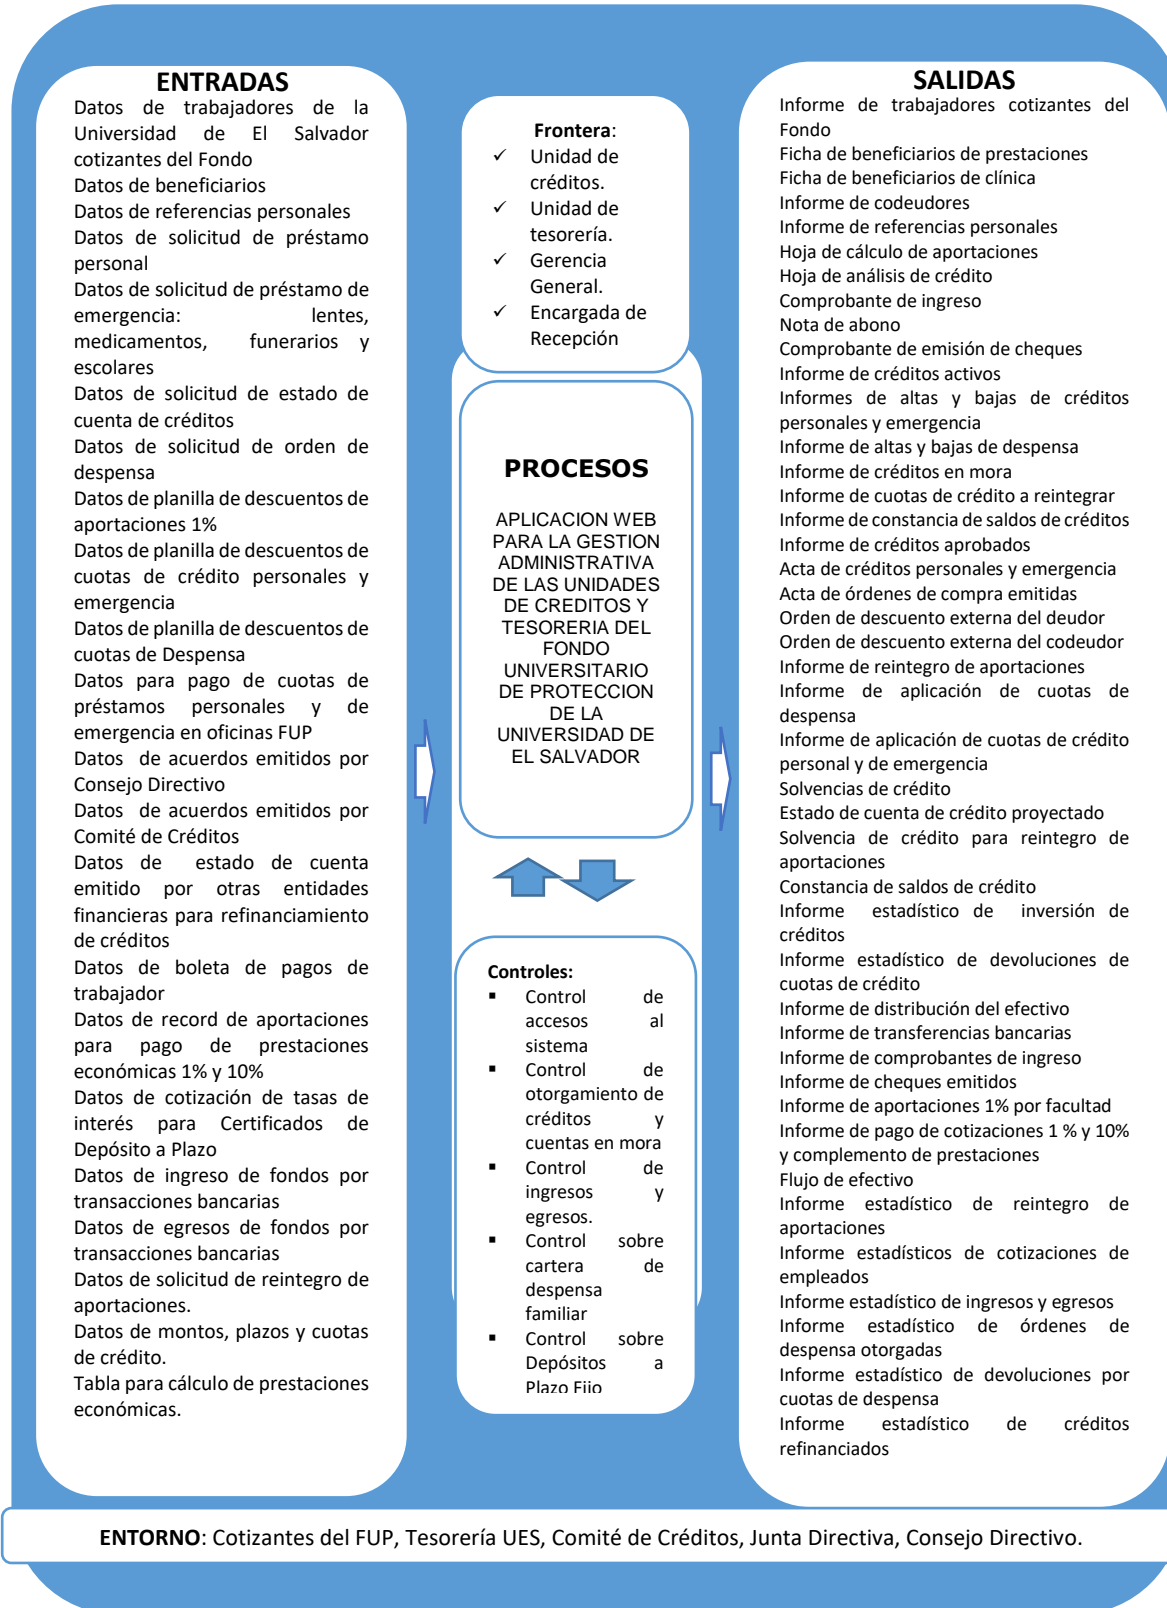 ENTRADAS
Datos de trabajadores de la
Universidad de El Salvador
cotizantes del Fondo
Datos de beneficiarios
Datos de referencias personales
Datos de solicitud de préstamo
personal
Datos de solicitud de préstamo de
emergencia: lentes,
medicamentos, funerarios y
escolares
Datos de solicitud de estado de
cuenta de créditos
Datos de solicitud de orden de
despensa
Datos de planilla de descuentos de
aportaciones 1%
Datos de planilla de descuentos de
cuotas de crédito personales y
emergencia
Datos de planilla de descuentos de
cuotas de Despensa
Datos para pago de cuotas de
préstamos personales y de
emergencia en oficinas FUP
Datos de acuerdos emitidos por
Consejo Directivo
Datos de acuerdos emitidos por
Comité de Créditos
Datos de estado de cuenta
emitido por otras entidades
financieras para refinanciamiento
de créditos
Datos de boleta de pagos de
trabajador
Datos de record de aportaciones
para pago de prestaciones
económicas 1% y 10%
Datos de cotización de tasas de
interés para Certificados de
Depósito a Plazo
Datos de ingreso de fondos por
transacciones bancarias
Datos de egresos de fondos por
transacciones bancarias
Datos de solicitud de reintegro de
aportaciones.
Datos de montos, plazos y cuotas
de crédito.
Tabla para cálculo de prestaciones
económicas.
Frontera:
✓ Unidad de
créditos.
✓ Unidad de
tesorería.
✓ Gerencia
General.
✓ Encargada de
Recepción
PROCESOS
APLICACION WEB
PARA LA GESTION
ADMINISTRATIVA
DE LAS UNIDADES
DE CREDITOS Y
TESORERIA DEL
FONDO
UNIVERSITARIO
DE PROTECCION
DE LA
UNIVERSIDAD DE
EL SALVADOR
Controles:
▪ Control de
accesos al
sistema
▪ Control de
otorgamiento de
créditos y
cuentas en mora
▪ Control de
ingresos y
egresos.
▪ Control sobre
cartera de
despensa
familiar
▪ Control sobre
Depósitos a
Plazo Fijo
SALIDAS
Informe de trabajadores cotizantes del
Fondo
Ficha de beneficiarios de prestaciones
Ficha de beneficiarios de clínica
Informe de codeudores
Informe de referencias personales
Hoja de cálculo de aportaciones
Hoja de análisis de crédito
Comprobante de ingreso
Nota de abono
Comprobante de emisión de cheques
Informe de créditos activos
Informes de altas y bajas de créditos
personales y emergencia
Informe de altas y bajas de despensa
Informe de créditos en mora
Informe de cuotas de crédito a reintegrar
Informe de constancia de saldos de créditos
Informe de créditos aprobados
Acta de créditos personales y emergencia
Acta de órdenes de compra emitidas
Orden de descuento externa del deudor
Orden de descuento externa del codeudor
Informe de reintegro de aportaciones
Informe de aplicación de cuotas de
despensa
Informe de aplicación de cuotas de crédito
personal y de emergencia
Solvencias de crédito
Estado de cuenta de crédito proyectado
Solvencia de crédito para reintegro de
aportaciones
Constancia de saldos de crédito
Informe estadístico de inversión de
créditos
Informe estadístico de devoluciones de
cuotas de crédito
Informe de distribución del efectivo
Informe de transferencias bancarias
Informe de comprobantes de ingreso
Informe de cheques emitidos
Informe de aportaciones 1% por facultad
Informe de pago de cotizaciones 1 % y 10%
y complemento de prestaciones
Flujo de efectivo
Informe estadístico de reintegro de
aportaciones
Informe estadísticos de cotizaciones de
empleados
Informe estadístico de ingresos y egresos
Informe estadístico de órdenes de
despensa otorgadas
Informe estadístico de devoluciones por
cuotas de despensa
Informe estadístico de créditos
refinanciados
ENTORNO: Cotizantes del FUP, Tesorería UES, Comité de Créditos, Junta Directiva, Consejo Directivo.